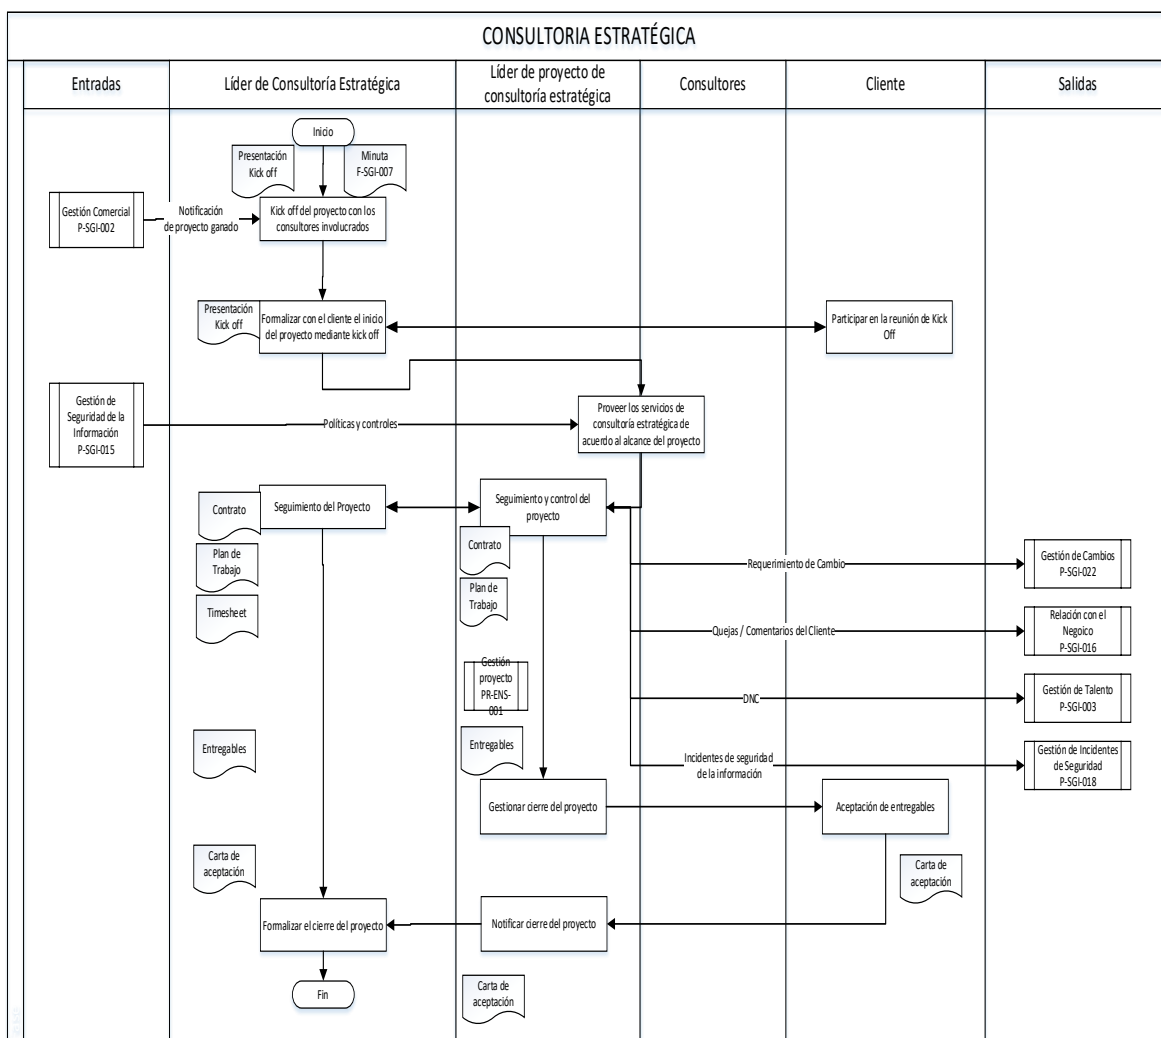 CONSULTORIA ESTRATÉGICA
Entradas
Líder de Consultoría Estratégica
Líder de proyecto de
consultoría estratégica
Consultores
Cliente
Salidas
Inicio
Presentación
Kick off
Minuta
F-SGI-007
Gestión Comercial
P-SGI-002
Notificación
de proyecto ganado
Kick off del proyecto con los
consultores involucrados
Presentación
Kick off
Formalizar con el cliente el inicio
del proyecto mediante kick off
Participar en la reunión de Kick
Off
Gestión de
Seguridad de la
Información
P-SGI-015
Políticas y controles
Proveer los servicios de
consultoría estratégica de
acuerdo al alcance del proyecto
Contrato
Seguimiento del Proyecto
Seguimiento y control del
proyecto
Contrato
Plan de
Trabajo
Requerimiento de Cambio
Gestión de Cambios
P-SGI-022
Timesheet
Plan de
Trabajo
Quejas / Comentarios del Cliente
Relación con el
Negoico
P-SGI-016
Gestión
proyecto
PR-ENS-
001
DNC
Gestión de Talento
P-SGI-003
Entregables
Entregables
Incidentes de seguridad
de la información
Gestión de Incidentes
de Seguridad
P-SGI-018
Gestionar cierre del proyecto
Aceptación de entregables
Carta de
aceptación
Carta de
aceptación
Formalizar el cierre del proyecto
Notificar cierre del proyecto
Fin
Carta de
aceptación